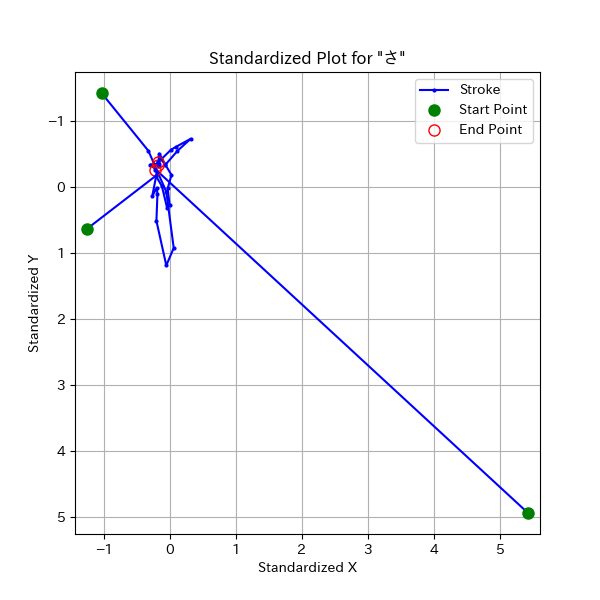 Standardized Plot for "さ"
Stroke
Start Point
End Point
Standardized Y
−1
0
1
2
3
4
5
−1 0 1 2 3 4 5
Standardized X